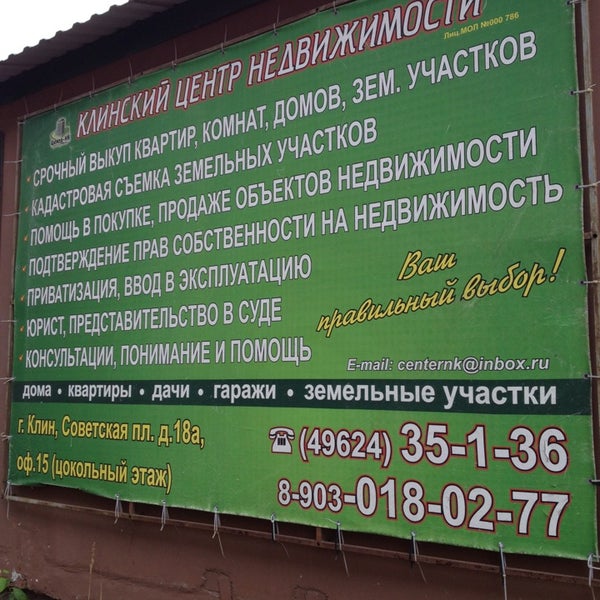 КЛИНСКИЙ ЦЕНТР НЕДВИЖИМОСТИ
Лиц.МОП №000 786
СРОЧНЫЙ ВЫКУП КВАРТИР, КОМНАТ, ДОМОВ, ЗЕМ. УЧАСТКОВ
КАДАСТРОВАЯ СЪЕМКА ЗЕМЕЛЬНЫХ УЧАСТКОВ
ПОМОЩЬ В ПОКУПКЕ, ПРОДАЖЕ ОБЪЕКТОВ НЕДВИЖИМОСТИ
ПОДТВЕРЖДЕНИЕ ПРАВ СОБСТВЕННОСТИ НА НЕДВИЖИМОСТЬ
ПРИВАТИЗАЦИЯ, ВВОД В ЭКСПЛУАТАЦИЮ
ЮРИСТ, ПРЕДСТАВИТЕЛЬСТВО В СУДЕ
КОНСУЛЬТАЦИИ, ПОНИМАНИЕ И ПОМОЩЬ
Ваш
правильный выбор!
E-mail: centernk@inbox.ru
дома • квартиры • дачи • гаражи • земельные участки
г. Клин, Советская пл. д.18а,
оф.15 (цокольный этаж)
☎ (49624) 35-1-36
8-903-018-02-77